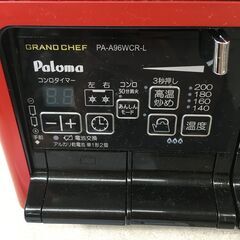 GRAND CHEF PA-A96WCR-L
Paloma
コンロタイマー
左 右
コンロ
3秒押し
高温
炒め
200
180
160
140
あんしん
モード
温度
電池交換
アルカリ乾電池 単1形2個